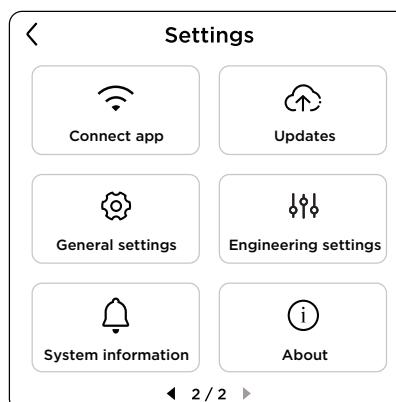 Settings
Connect app
Updates
General settings
Engineering settings
System information
About
2 / 2